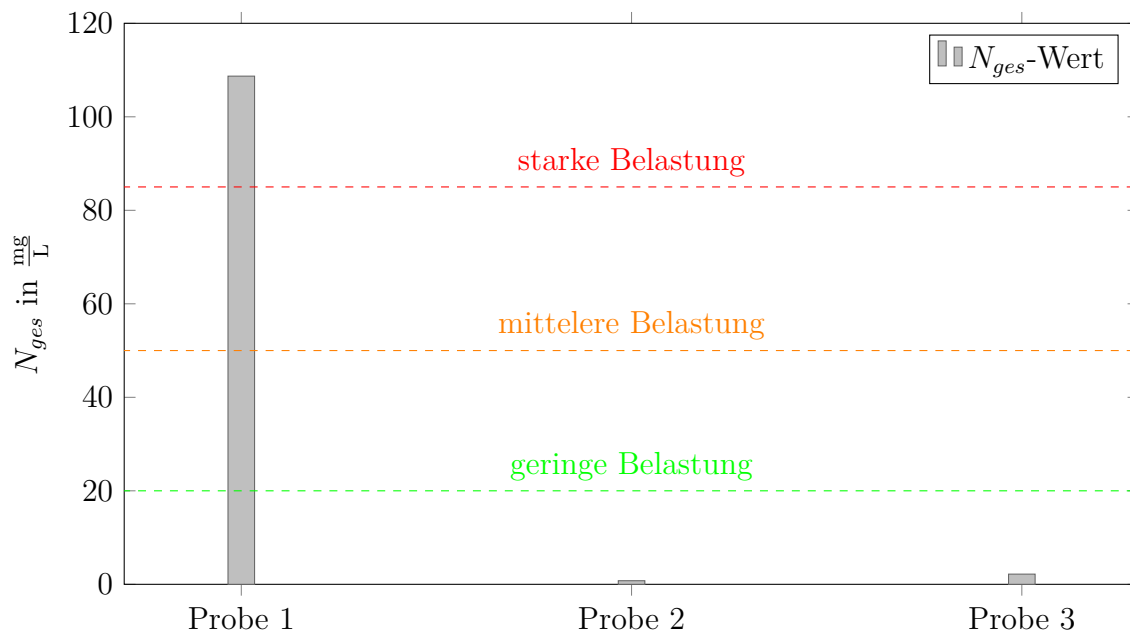 120
100
80
60
40
20
0
N_ges in mg/L
N_ges-Wert
starke Belastung
mittelere Belastung
geringe Belastung
Probe 1
Probe 2
Probe 3